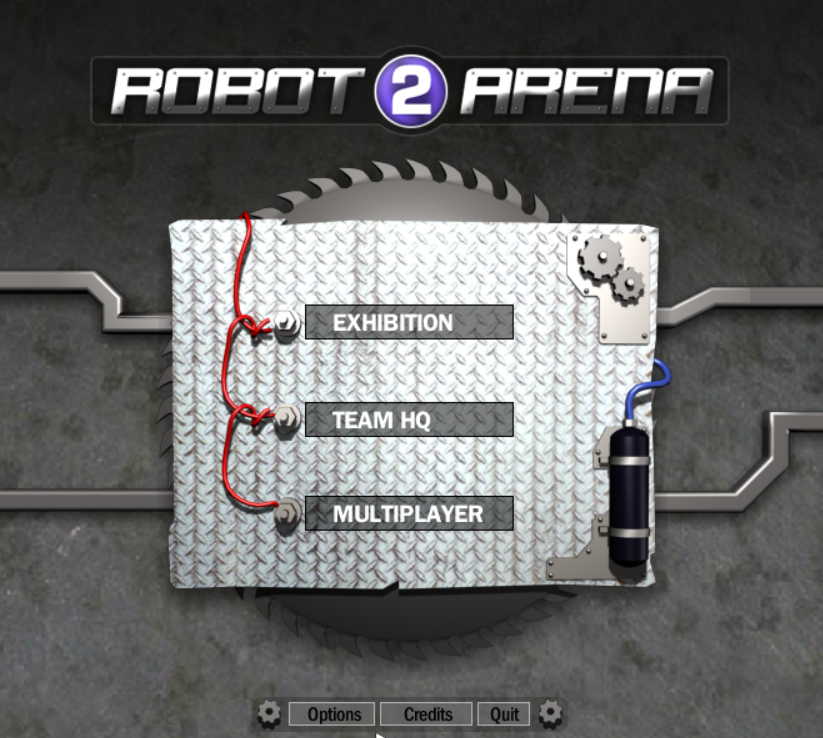 ROBOT 2 ARENA
EXHIBITION
TEAM HQ
MULTIPLAYER
Options Credits Quit